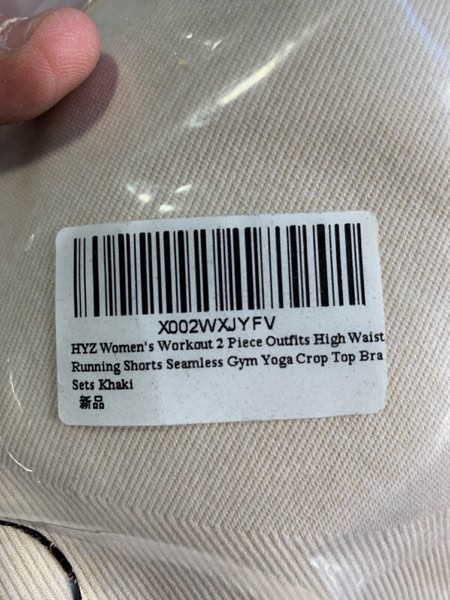 X002WXJYFV
HYZ Women's Workout 2 Piece Outfits High Waist
Running Shorts Seamless Gym Yoga Crop Top Bra
Sets Khaki
新品